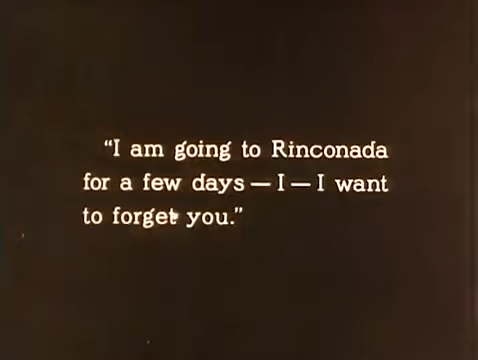 "I am going to Rinconada
for a few days — I — I want
to forget you."